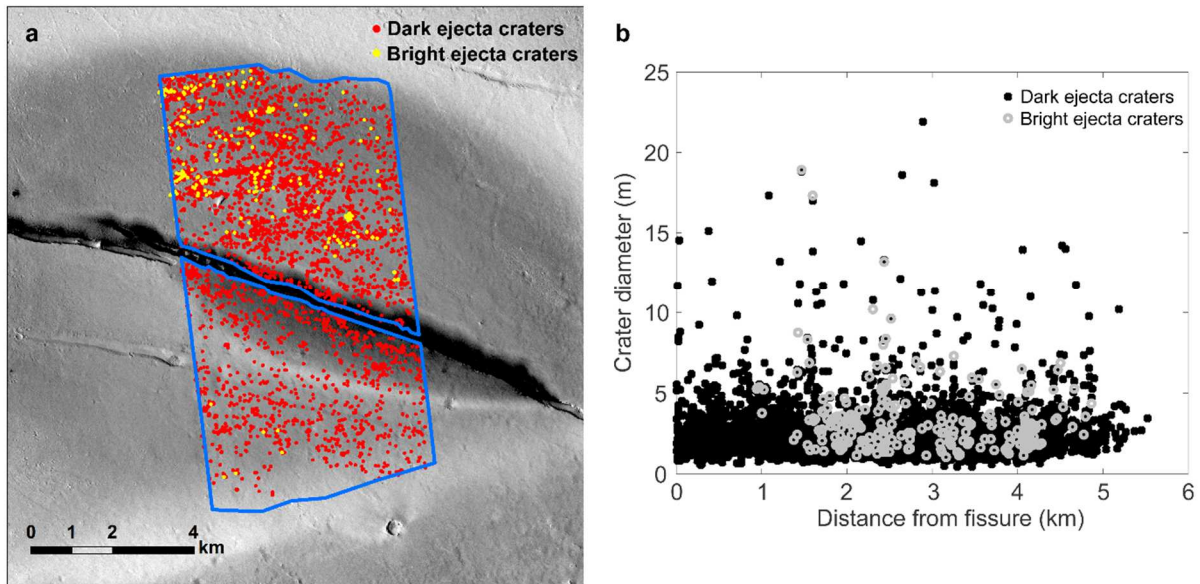 a
Dark ejecta craters
Bright ejecta craters
0 1 2 4
km
b
25
20
15
10
5
0
Crader diameter (m)
Dark ejecta craters
Bright ejecta craters
0 1 2 3 4 5 6
Distance from fissure (km)